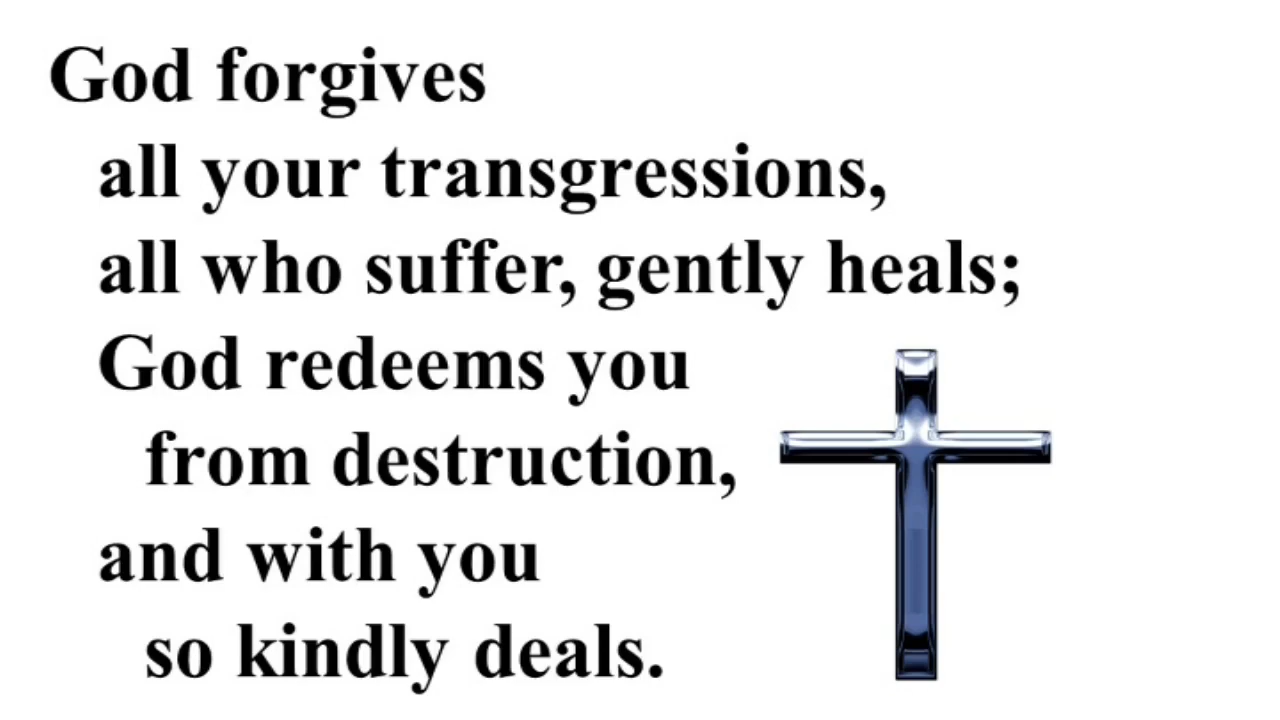 God forgives
all your transgressions,
all who suffer, gently heals;
God redeems you
from destruction,
and with you
so kindly deals.